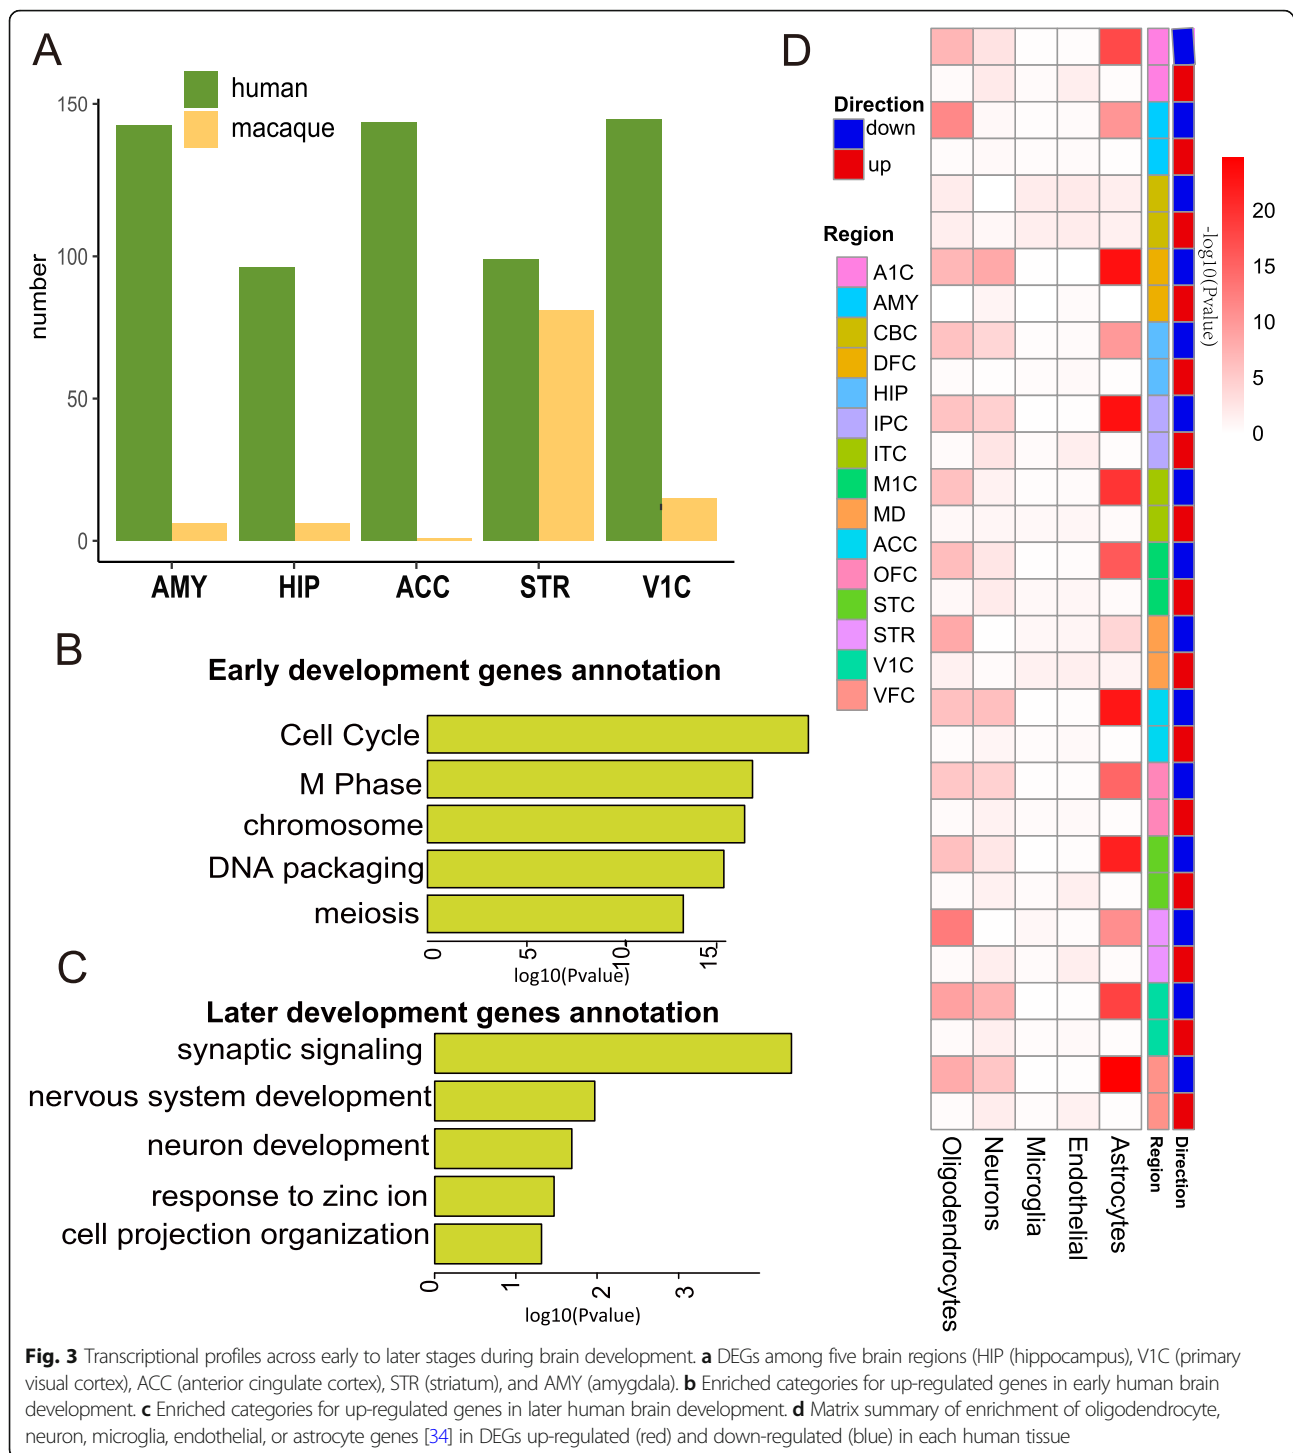 A
human
macaque
150
100
50
0
number
AMY HIP ACC STR V1C
B
Early development genes annotation
Cell Cycle
M Phase
chromosome
DNA packaging
meiosis
0 5 10 15
log10(Pvalue)
C
Later development genes annotation
synaptic signaling
nervous system development
neuron development
response to zinc ion
cell projection organization
0 1 2 3
log10(Pvalue)
D
Direction
down
up
Region
A1C
AMY
CBC
DFC
HIP
IPC
ITC
M1C
MD
ACC
OFC
STC
STR
V1C
VFC
20
15
10
5
0
-log10(Pvalue)
Oligodendrocytes
Neurons
Microglia
Endothelial
Astrocytes
Region
Direction
Fig. 3 Transcriptional profiles across early to later stages during brain development. a DEGs among five brain regions (HIP (hippocampus), V1C (primary
visual cortex), ACC (anterior cingulate cortex), STR (striatum), and AMY (amygdala). b Enriched categories for up-regulated genes in early human brain
development. c Enriched categories for up-regulated genes in later human brain development. d Matrix summary of enrichment of oligodendrocyte,
neuron, microglia, endothelial, or astrocyte genes [34] in DEGs up-regulated (red) and down-regulated (blue) in each human tissue